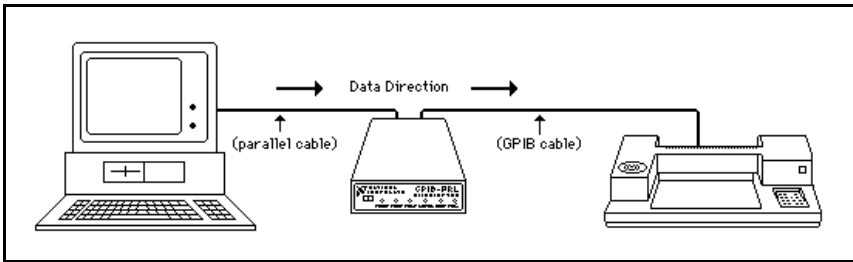 Data Direction
(parallel cable)
(GPIB cable)
GPIB-PRL